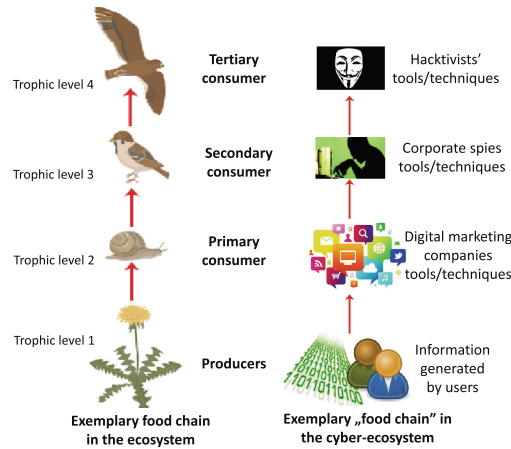 Trophic level 4
Tertiary
consumer
Hacktivists'
tools/techniques
Trophic level 3
Secondary
consumer
Corporate spies
tools/techniques
Trophic level 2
Primary
consumer
Digital marketing
companies
tools/techniques
Trophic level 1
Producers
Information
generated
by users
Exemplary food chain
in the ecosystem
Exemplary „food chain” in
the cyber-ecosystem